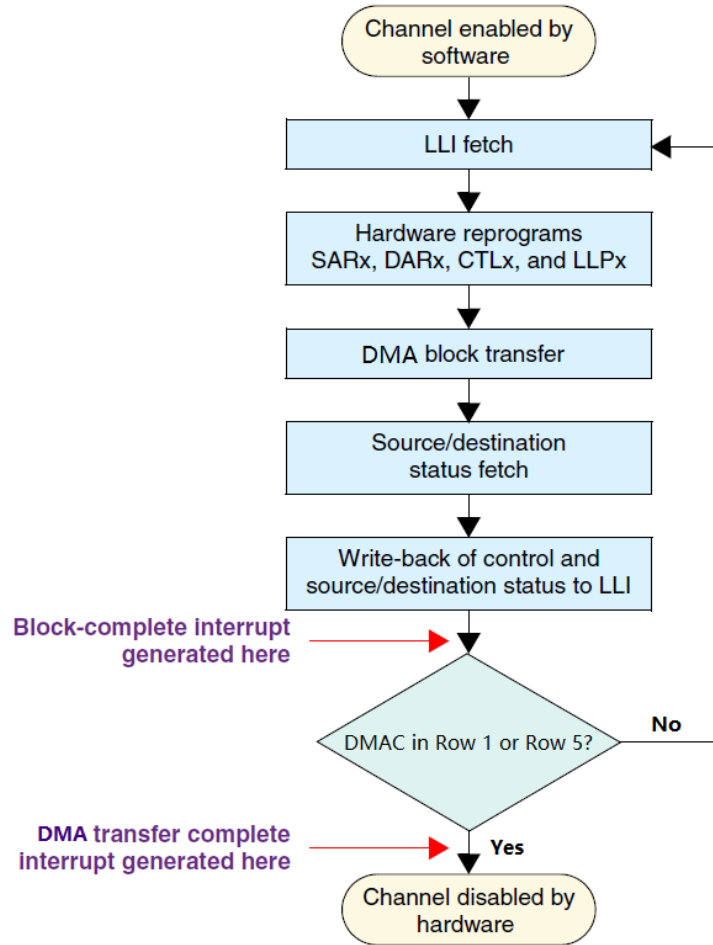 Channel enabled by
software
LLI fetch
Hardware reprograms
SARx, DARx, CTLx, and LLPx
DMA block transfer
Source/destination
status fetch
Write-back of control and
source/destination status to LLI
Block-complete interrupt
generated here
DMAC in Row 1 or Row 5?
No
DMA transfer complete
interrupt generated here
Yes
Channel disabled by
hardware